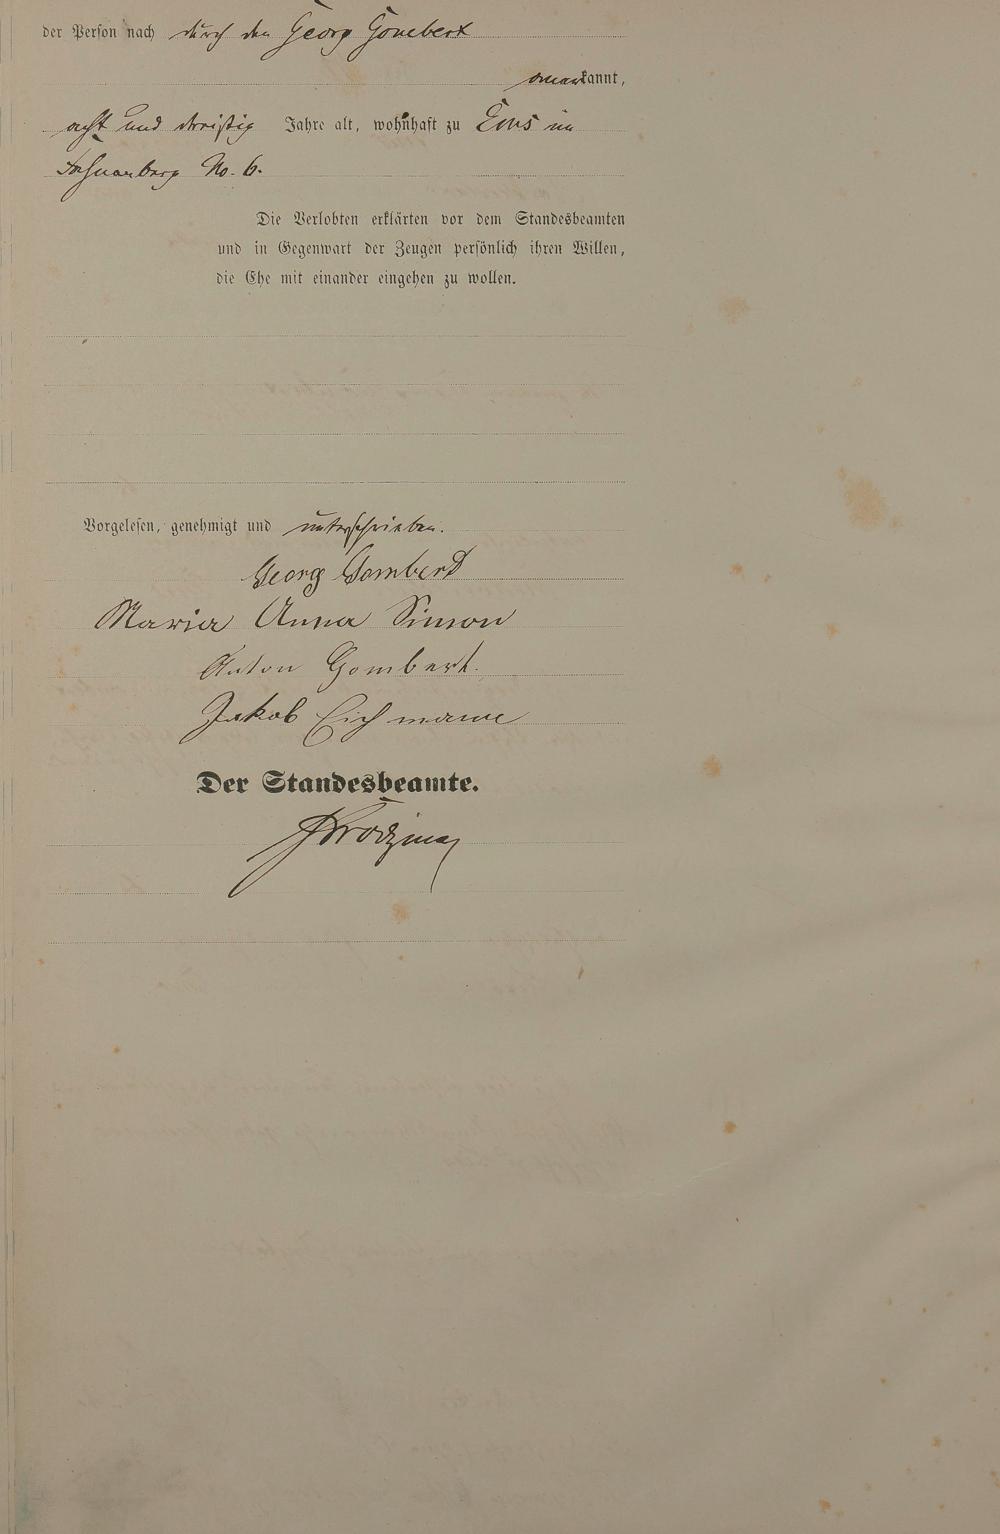 der Person nach durch den Georg Gombert
anerkannt,
acht und dreißig Jahre alt, wohnhaft zu Ems im
No. 6.
Die Verlobten erklärten vor dem Standesbeamten
und in Gegenwart der Zeugen persönlich ihren Willen,
die Ehe mit einander eingehen zu wollen.
Vorgelesen, genehmigt und unterschrieben.
Georg Gombert
Maria Anna Simon
Anton Gombert.
Jakob Eichmann
Der Standesbeamte.